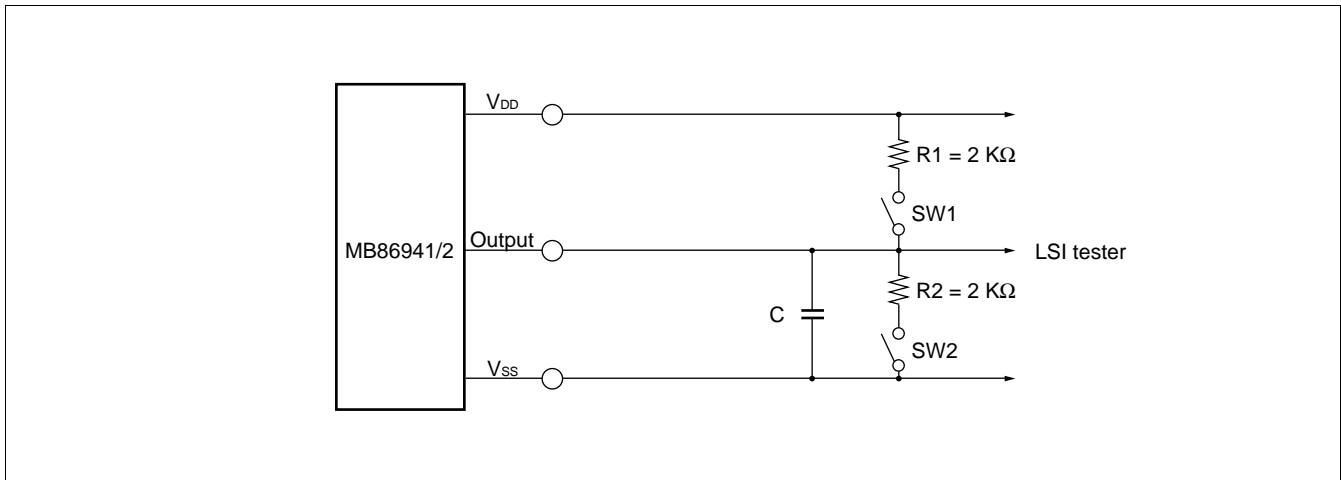 VDD
R1 = 2 KΩ
SW1
MB86941/2
Output
LSI tester
R2 = 2 KΩ
C
SW2
VSS